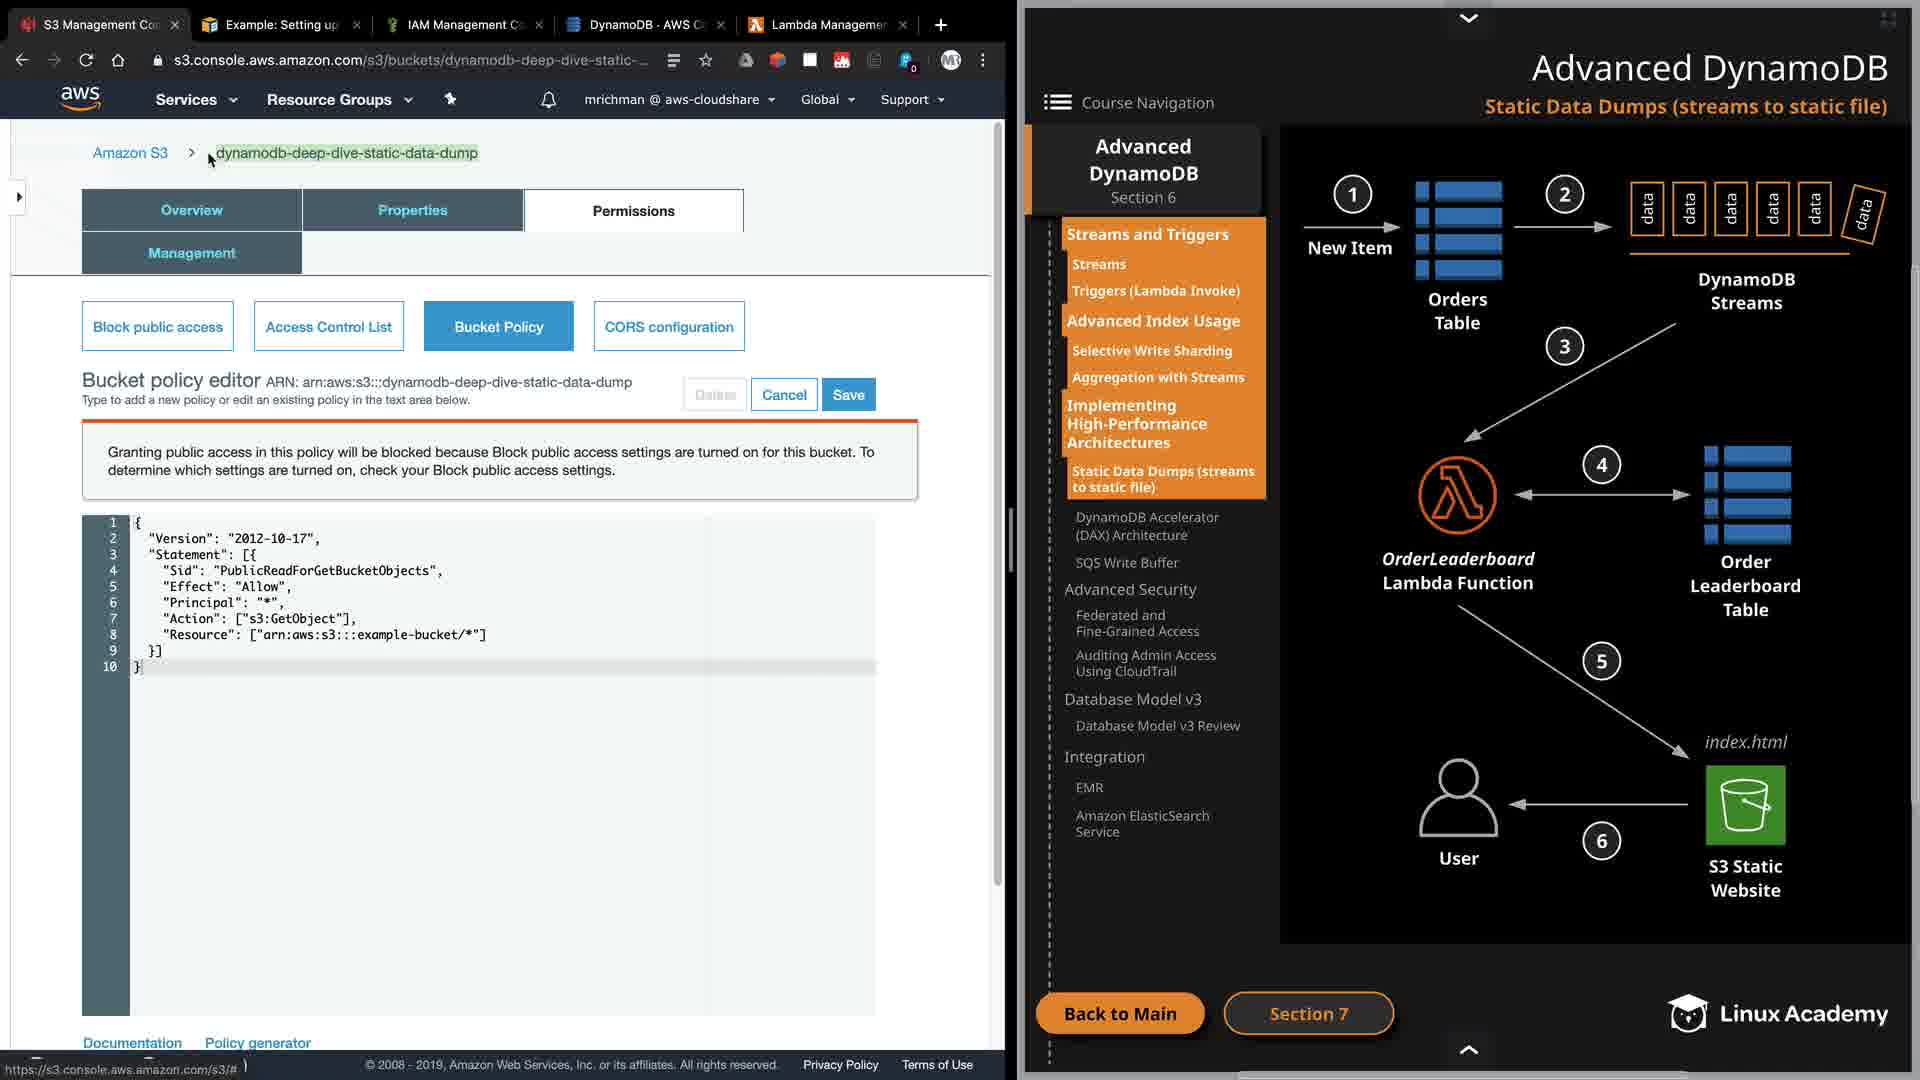 S3 Management Con
Example: Setting up
IAM Management Co
DynamoDB · AWS C
Lambda Managemen
s3.console.aws.amazon.com/s3/buckets/dynamodb-deep-dive-static-...
0
aws
Services
Resource Groups
mrichman @ aws-cloudshare
Global
Support
Amazon S3
dynamodb-deep-dive-static-data-dump
Overview
Properties
Permissions
Management
Block public access
Access Control List
Bucket Policy
CORS configuration
Bucket policy editor ARN: arn:aws:s3:::dynamodb-deep-dive-static-data-dump
Type to add a new policy or edit an existing policy in the text area below.
Delete
Cancel
Save
Granting public access in this policy will be blocked because Block public access settings are turned on for this bucket. To
determine which settings are turned on, check your Block public access settings.
1 {
2 "Version": "2012-10-17",
3 "Statement": [{
4 "Sid": "PublicReadForGetBucketObjects",
5 "Effect": "Allow",
6 "Principal": "*",
7 "Action": ["s3:GetObject"],
8 "Resource": ["arn:aws:s3:::example-bucket/*"]
9 }]
10 }
Documentation
Policy generator
https://s3.console.aws.amazon.com/s3/#
© 2008 - 2019, Amazon Web Services, Inc. or its affiliates. All rights reserved.
Privacy Policy
Terms of Use
Advanced DynamoDB
Static Data Dumps (streams to static file)
Course Navigation
Advanced
DynamoDB
Section 6
Streams and Triggers
Streams
Triggers (Lambda Invoke)
Advanced Index Usage
Selective Write Sharding
Aggregation with Streams
Implementing
High-Performance
Architectures
Static Data Dumps (streams
to static file)
DynamoDB Accelerator
(DAX) Architecture
SQS Write Buffer
Advanced Security
Federated and
Fine-Grained Access
Auditing Admin Access
Using CloudTrail
Database Model v3
Database Model v3 Review
Integration
EMR
Amazon ElasticSearch
Service
1
New Item
Orders
Table
2
data
data
data
data
data
data
DynamoDB
Streams
3
4
OrderLeaderboard
Lambda Function
Order
Leaderboard
Table
5
index.html
User
6
S3 Static
Website
Back to Main
Section 7
Linux Academy